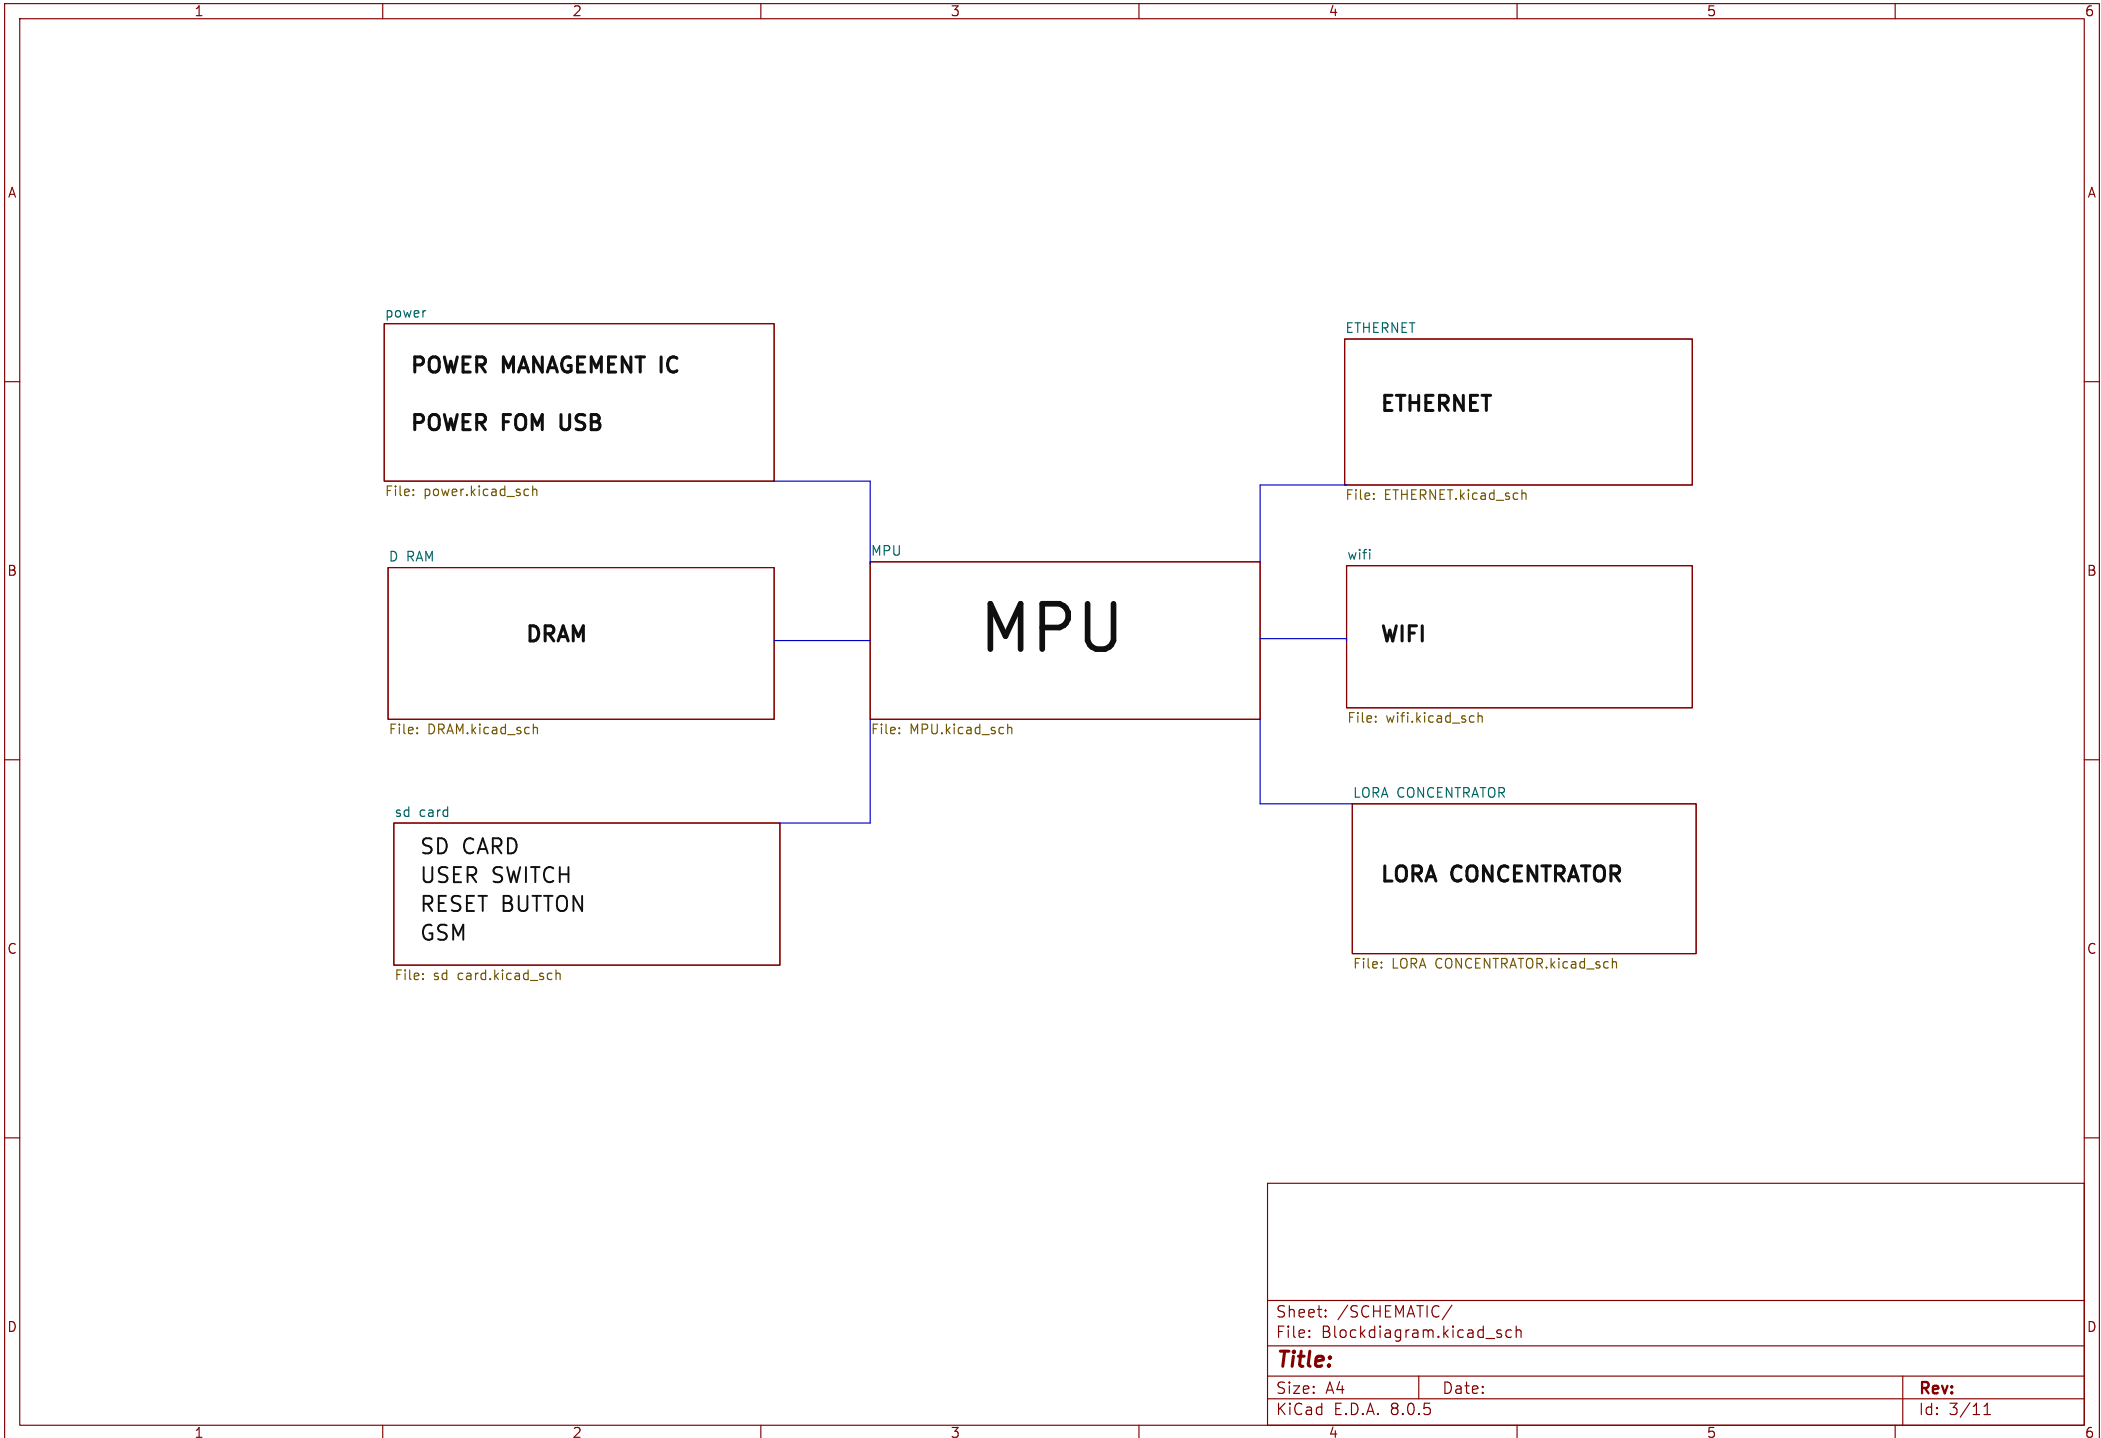 1 2 3 4 5 6
A A
power
POWER MANAGEMENT IC
POWER FOM USB
File: power.kicad_sch
ETHERNET
ETHERNET
File: ETHERNET.kicad_sch
B B
D RAM
DRAM
File: DRAM.kicad_sch
MPU
MPU
File: MPU.kicad_sch
wifi
WIFI
File: wifi.kicad_sch
sd card
SD CARD
USER SWITCH
RESET BUTTON
GSM
File: sd card.kicad_sch
LORA CONCENTRATOR
LORA CONCENTRATOR
File: LORA CONCENTRATOR.kicad_sch
C C
D D
Sheet: /SCHEMATIC/
File: Blockdiagram.kicad_sch
Title:
Size: A4 Date: Rev:
KiCad E.D.A. 8.0.5 Id: 3/11
1 2 3 4 5 6